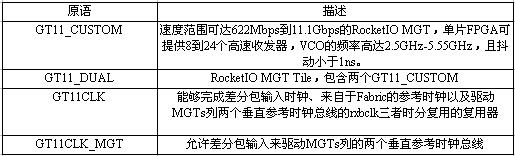 原语 描述
GT11_CUSTOM 速度范围可达622Mbps到11.1Gbps的RocketIO MGT，单片FPGA可
提供8到24个高速收发器，VCO的频率高达2.5GHz-5.55GHz，且抖
动小于1ns。
GT11_DUAL RocketIO MGT Tile，包含两个GT11_CUSTOM
GT11CLK 能够完成差分包输入时钟、来自于Fabric的参考时钟以及驱动
MGTs列两个垂直参考时钟总线的rxbclk三者时分复用的复用器
GT11CLK_MGT 允许差分包输入来驱动MGTs列的两个垂直参考时钟总线